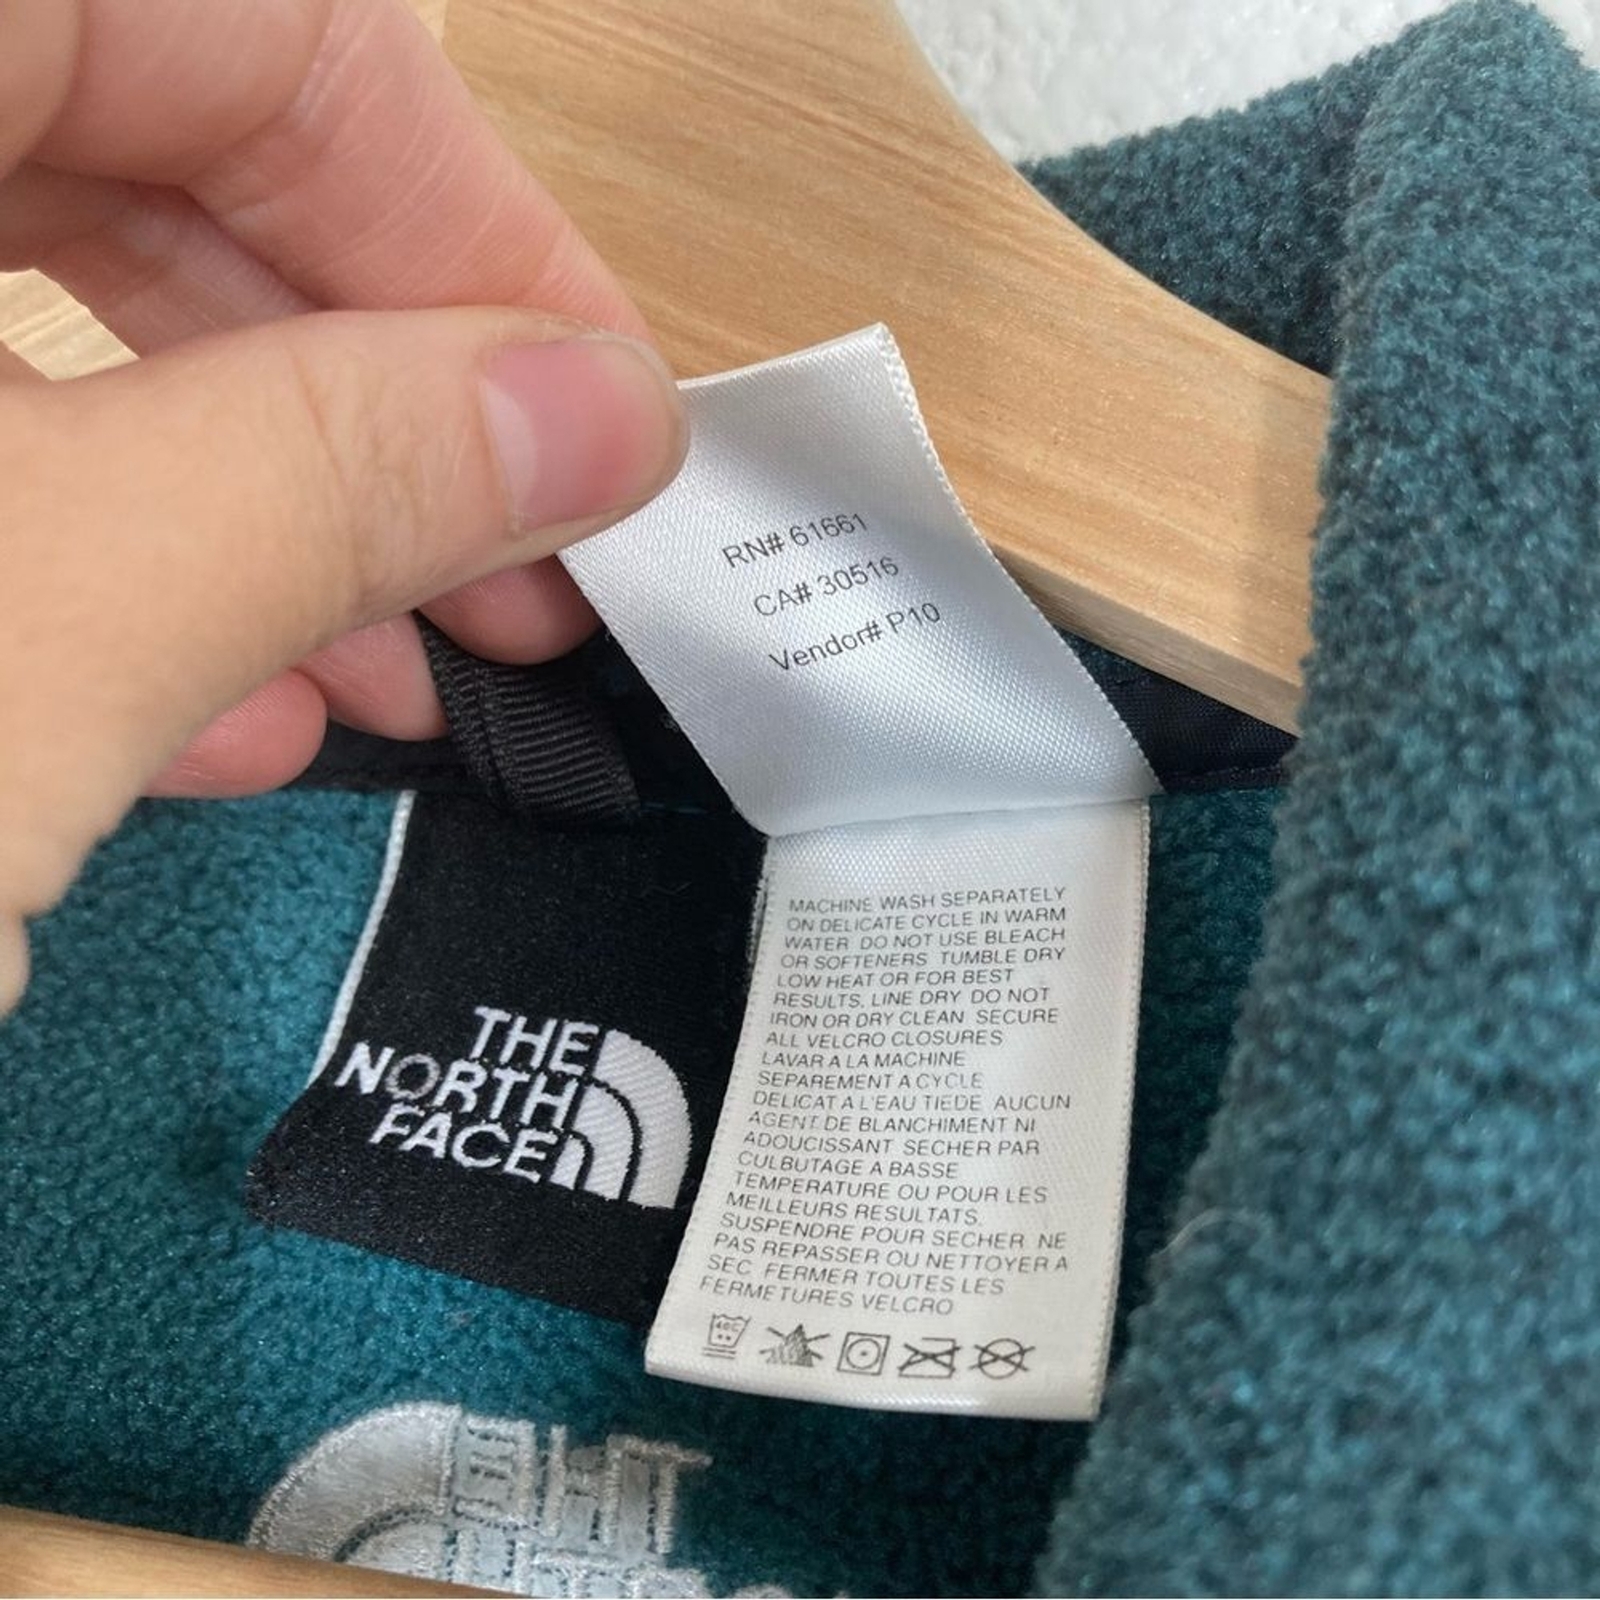 RN# 61661
CA# 30516
Vendor# P10
MACHINE WASH SEPARATELY
ON DELICATE CYCLE IN WARM
WATER DO NOT USE BLEACH
OR SOFTENERS TUMBLE DRY
LOW HEAT OR FOR BEST
RESULTS, LINE DRY DO NOT
IRON OR DRY CLEAN SECURE
ALL VELCRO CLOSURES
LAVAR A LA MACHINE
SEPAREMENT A CYCLE
DELICAT A L'EAU TIEDE AUCUN
AGENT DE BLANCHIMENT NI
ADOUCISSANT SECHER PAR
CULBUTAGE A BASSE
TEMPERATURE OU POUR LES
MEILLEURS RESULTATS,
SUSPENDRE POUR SECHER NE
PAS REPASSER OU NETTOYER A
SEC FERMER TOUTES LES
FERMETURES VELCRO
40C
THE
NORTH
FACE